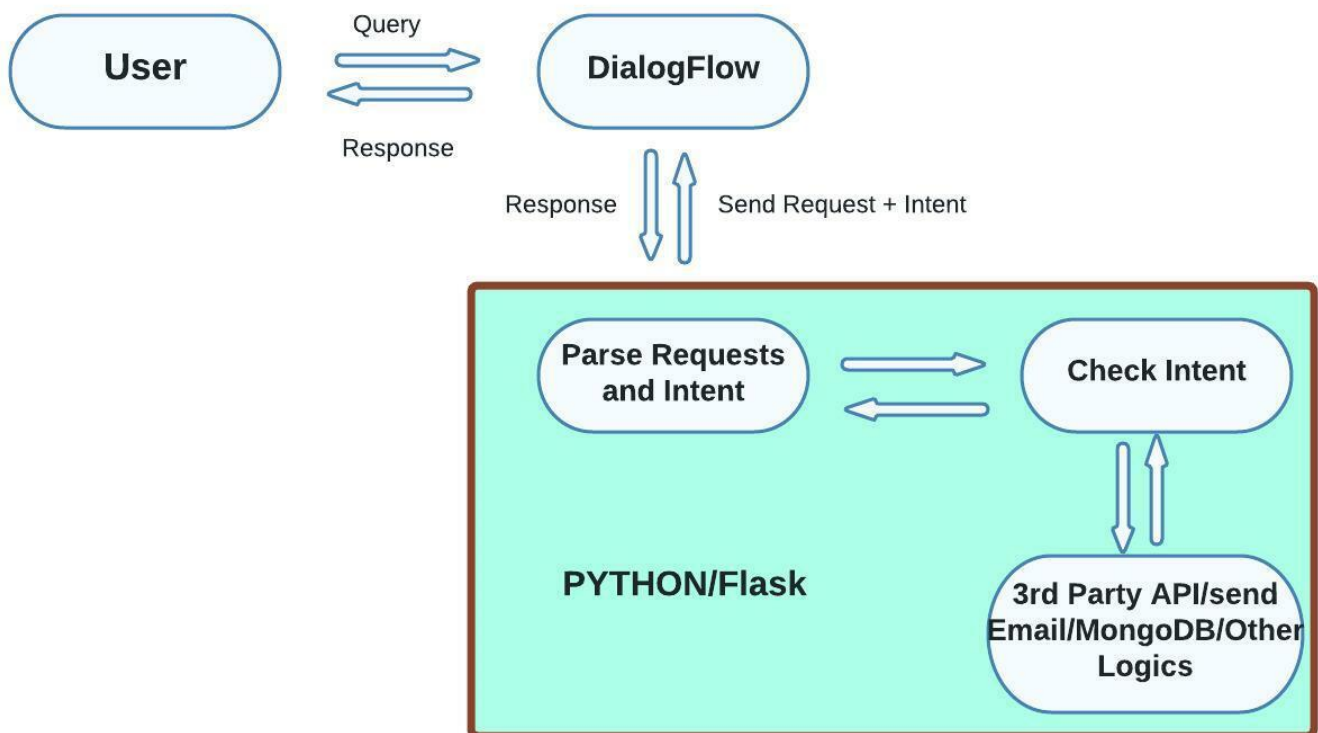 Query
User
DialogFlow
Response
Response
Send Request + Intent
Parse Requests
and Intent
Check Intent
PYTHON/Flask
3rd Party API/send
Email/MongoDB/Other
Logics